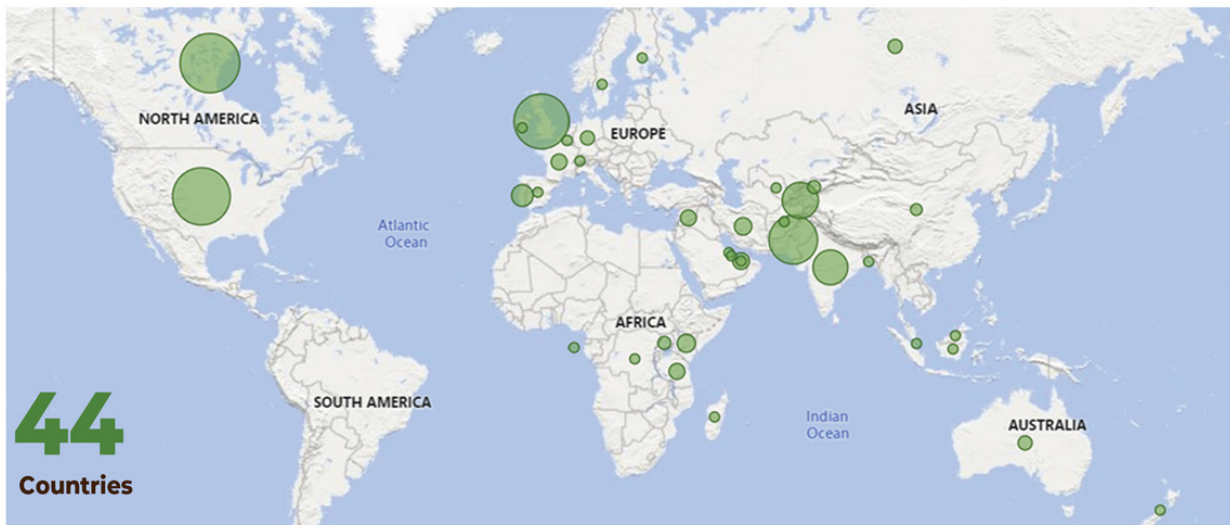 NORTH AMERICA
ASIA
EUROPE
Atlantic
Ocean
AFRICA
SOUTH AMERICA
Indian
Ocean
AUSTRALIA
44
Countries